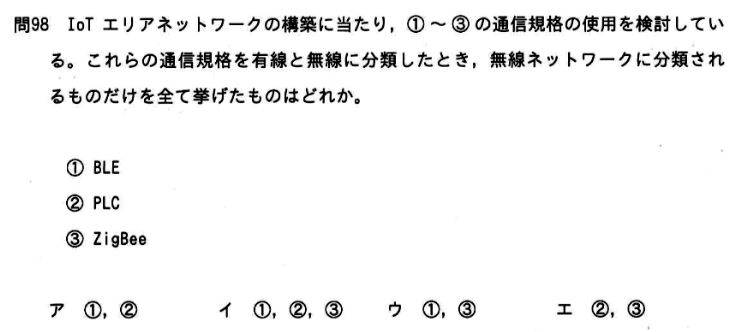 問98 IoT エリアネットワークの構築に当たり，①～③の通信規格の使用を検討してい
る。これらの通信規格を有線と無線に分類したとき，無線ネットワークに分類され
るものだけを全て挙げたものはどれか。
① BLE
② PLC
③ ZigBee
ア ①，② イ ①，②，③ ウ ①，③ エ ②，③